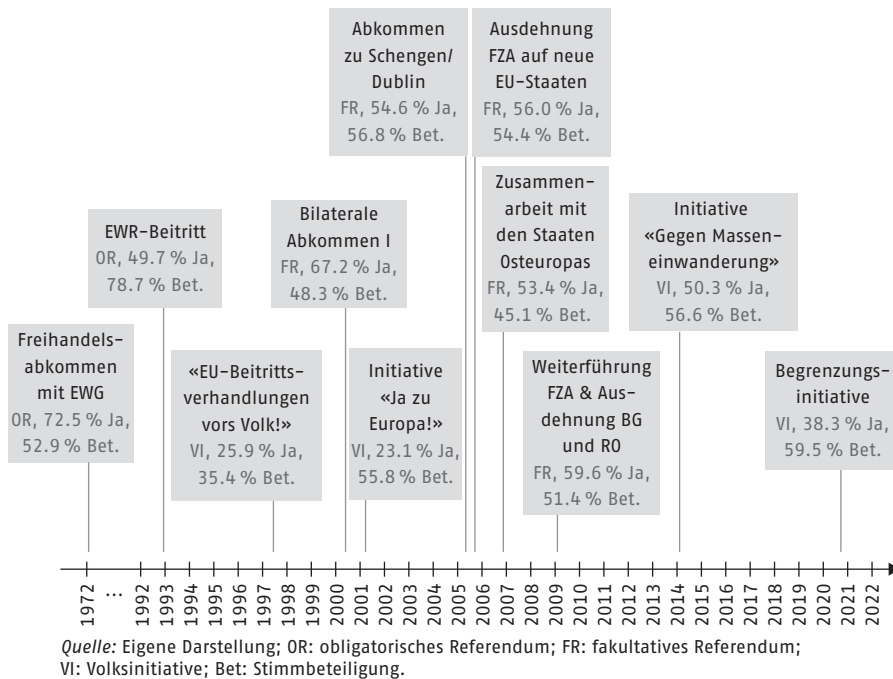 Abkommen
zu Schengen/
Dublin
FR, 54.6 % Ja,
56.8 % Bet.
Ausdehnung
FZA auf neue
EU-Staaten
FR, 56.0 % Ja,
54.4 % Bet.
EWR-Beitritt
OR, 49.7 % Ja,
78.7 % Bet.
Bilaterale
Abkommen I
FR, 67.2 % Ja,
48.3 % Bet.
Zusammen-
arbeit mit
den Staaten
Osteuropas
FR, 53.4 % Ja,
45.1 % Bet.
Initiative
«Gegen Massen-
einwanderung»
VI, 50.3 % Ja,
56.6 % Bet.
Freihandels-
abkommen
mit EWG
OR, 72.5 % Ja,
52.9 % Bet.
«EU-Beitritts-
verhandlungen
vors Volk!»
VI, 25.9 % Ja,
35.4 % Bet.
Initiative
«Ja zu
Europa!»
VI, 23.1 % Ja,
55.8 % Bet.
Weiterführung
FZA & Aus-
dehnung BG
und RO
FR, 59.6 % Ja,
51.4 % Bet.
Begrenzungs-
initiative
VI, 38.3 % Ja,
59.5 % Bet.
1972
...
1992
1993
1994
1995
1996
1997
1998
1999
2000
2001
2002
2003
2004
2005
2006
2007
2008
2009
2010
2011
2012
2013
2014
2015
2016
2017
2018
2019
2020
2021
2022
Quelle: Eigene Darstellung; OR: obligatorisches Referendum; FR: fakultatives Referendum;
VI: Volksinitiative; Bet: Stimmbeteiligung.